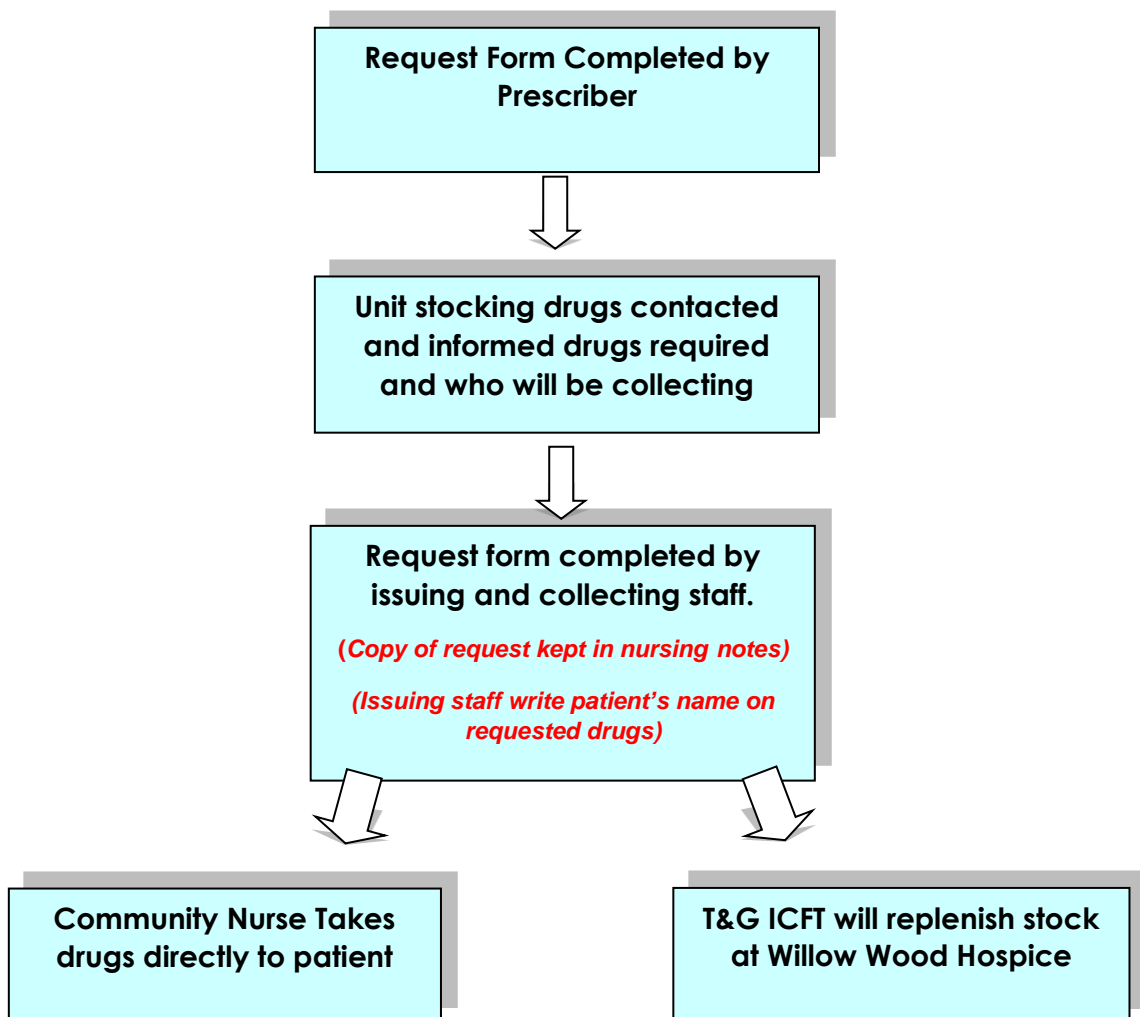 Request Form Completed by
Prescriber
Unit stocking drugs contacted
and informed drugs required
and who will be collecting
Request form completed by
issuing and collecting staff.
(Copy of request kept in nursing notes)
(Issuing staff write patient’s name on
requested drugs)
Community Nurse Takes
drugs directly to patient
T&G ICFT will replenish stock
at Willow Wood Hospice